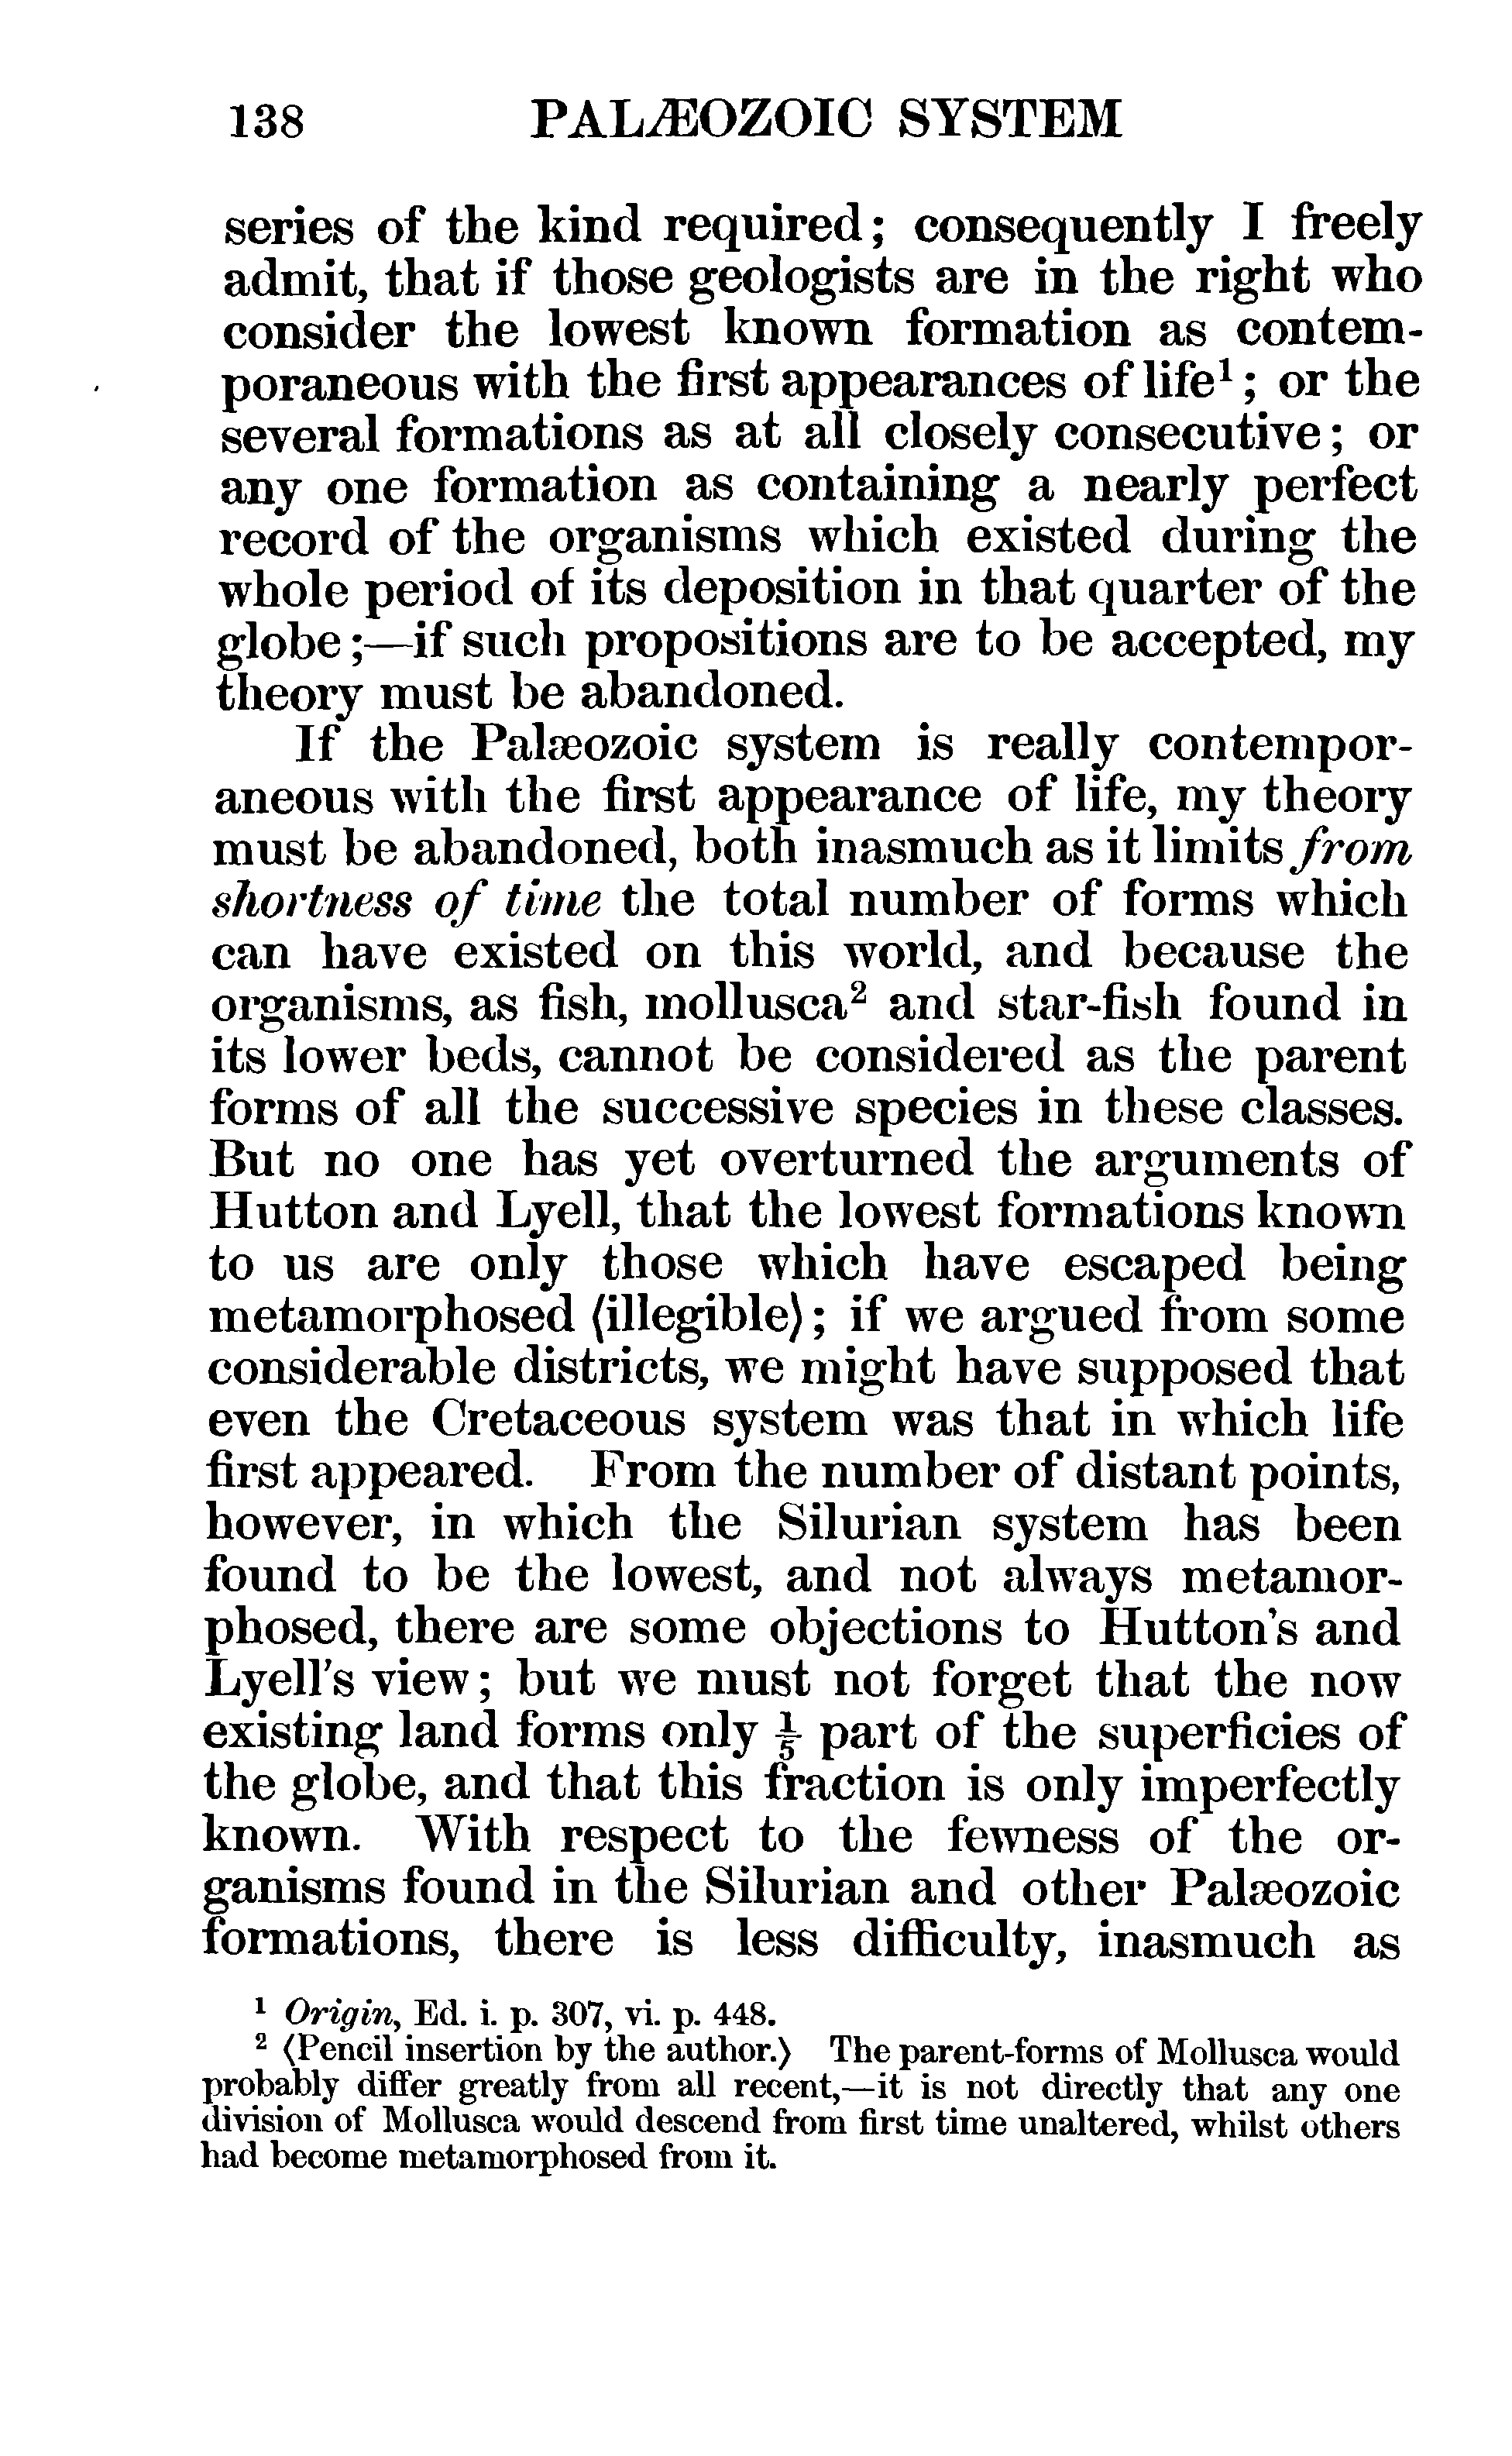 138 PALÆOZOIC SYSTEM
series of the kind required; consequently I freely
admit, that if those geologists are in the right who
consider the lowest known formation as contem-
poraneous with the first appearances of life¹; or the
several formations as at all closely consecutive; or
any one formation as containing a nearly perfect
record of the organisms which existed during the
whole period of its deposition in that quarter of the
globe;—if such propositions are to be accepted, my
theory must be abandoned.
If the Palæozoic system is really contempor-
aneous with the first appearance of life, my theory
must be abandoned, both inasmuch as it limits from
shortness of time the total number of forms which
can have existed on this world, and because the
organisms, as fish, mollusca² and star-fish found in
its lower beds, cannot be considered as the parent
forms of all the successive species in these classes.
But no one has yet overturned the arguments of
Hutton and Lyell, that the lowest formations known
to us are only those which have escaped being
metamorphosed ⟨illegible⟩; if we argued from some
considerable districts, we might have supposed that
even the Cretaceous system was that in which life
first appeared. From the number of distant points,
however, in which the Silurian system has been
found to be the lowest, and not always metamor-
phosed, there are some objections to Hutton's and
Lyell's view; but we must not forget that the now
existing land forms only ⅕ part of the superficies of
the globe, and that this fraction is only imperfectly
known. With respect to the fewness of the or-
ganisms found in the Silurian and other Palæozoic
formations, there is less difficulty, inasmuch as
¹ Origin, Ed. i. p. 307, vi. p. 448.
² ⟨Pencil insertion by the author.⟩ The parent-forms of Mollusca would
probably differ greatly from all recent,—it is not directly that any one
division of Mollusca would descend from first time unaltered, whilst others
had become metamorphosed from it.